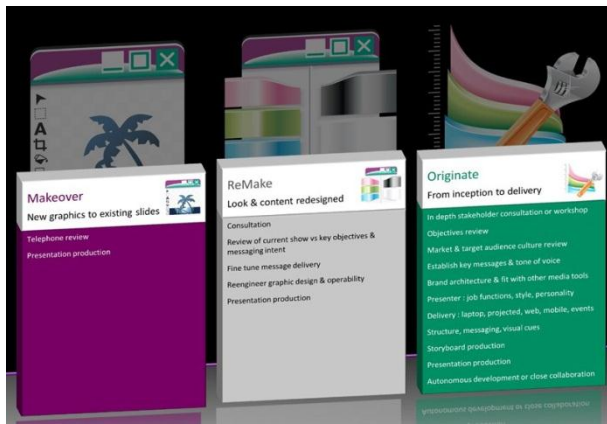 A
Makeover
New graphics to existing slides
Telephone review
Presentation production
ReMake
Look & content redesigned
Consultation
Review of current show vs key objectives &
messaging intent
Fine tune message delivery
Reengineer graphic design & operability
Presentation production
Originate
From inception to delivery
In depth stakeholder consultation or workshop
Objectives review
Market & target audience culture review
Establish key messages & tone of voice
Brand architecture & fit with other media tools
Presenter : job functions, style, personality
Delivery : laptop, projected, web, mobile, events
Structure, messaging, visual cues
Storyboard production
Presentation production
Autonomous development or close collaboration